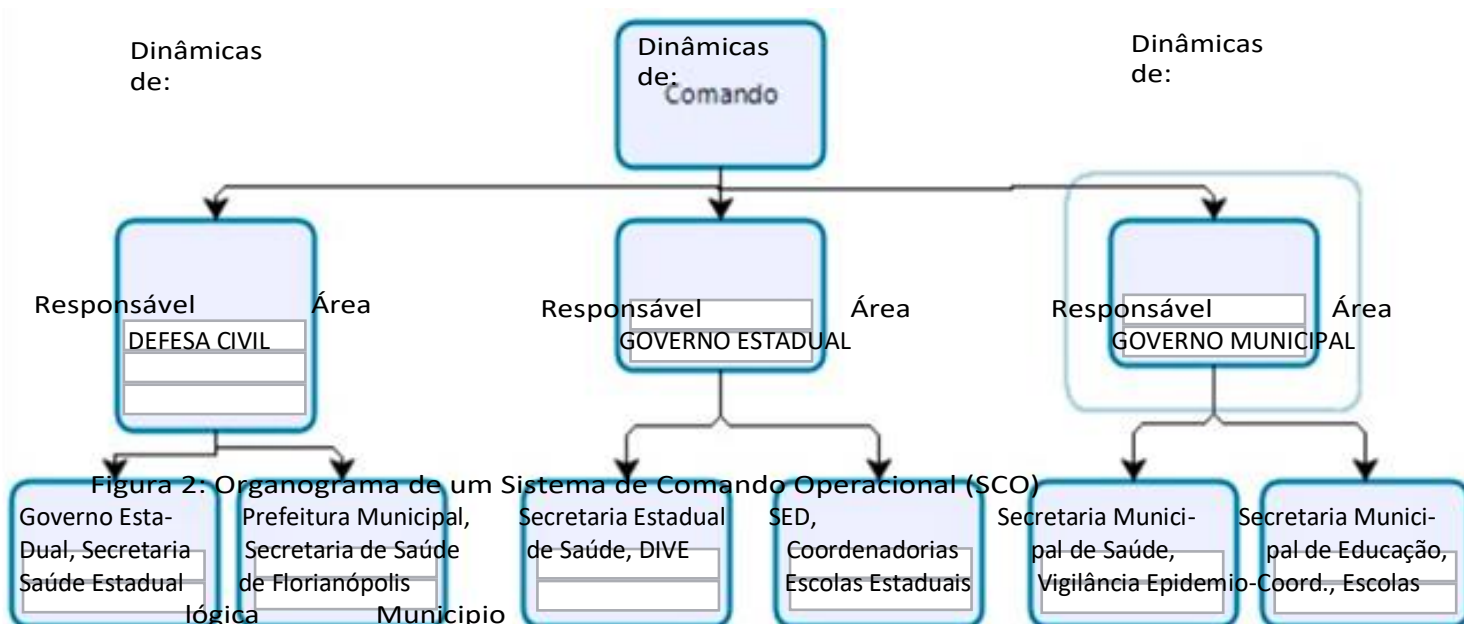 Dinâmicas
de:
Dinâmicas
de:
Dinâmicas
de:
Comando
Responsável Área
DEFESA CIVIL
Responsável Área
GOVERNO ESTADUAL
Responsável Área
GOVERNO MUNICIPAL
Figura 2: Organograma de um Sistema de Comando Operacional (SCO)
Governo Esta-
Dual, Secretaria
Saúde Estadual
Prefeitura Municipal,
Secretaria de Saúde
de Florianópolis
Secretaria Estadual
de Saúde, DIVE
SED,
Coordenadorias
Escolas Estaduais
Secretaria Munici-
pal de Saúde,
Vigilância Epidemio-
Secretaria Munici-
pal de Educação,
Coord., Escolas
lógica Municipio